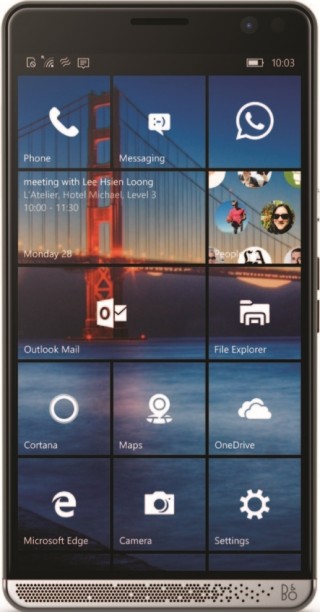 10:03
Phone
Messaging
meeting with Lee Hsien Loong
L'Atelier, Hotel Michael, Level 3
10:00 - 11:30
Monday 28
People
Outlook Mail
File Explorer
Cortana
Maps
OneDrive
Microsoft Edge
Camera
Settings
B&O